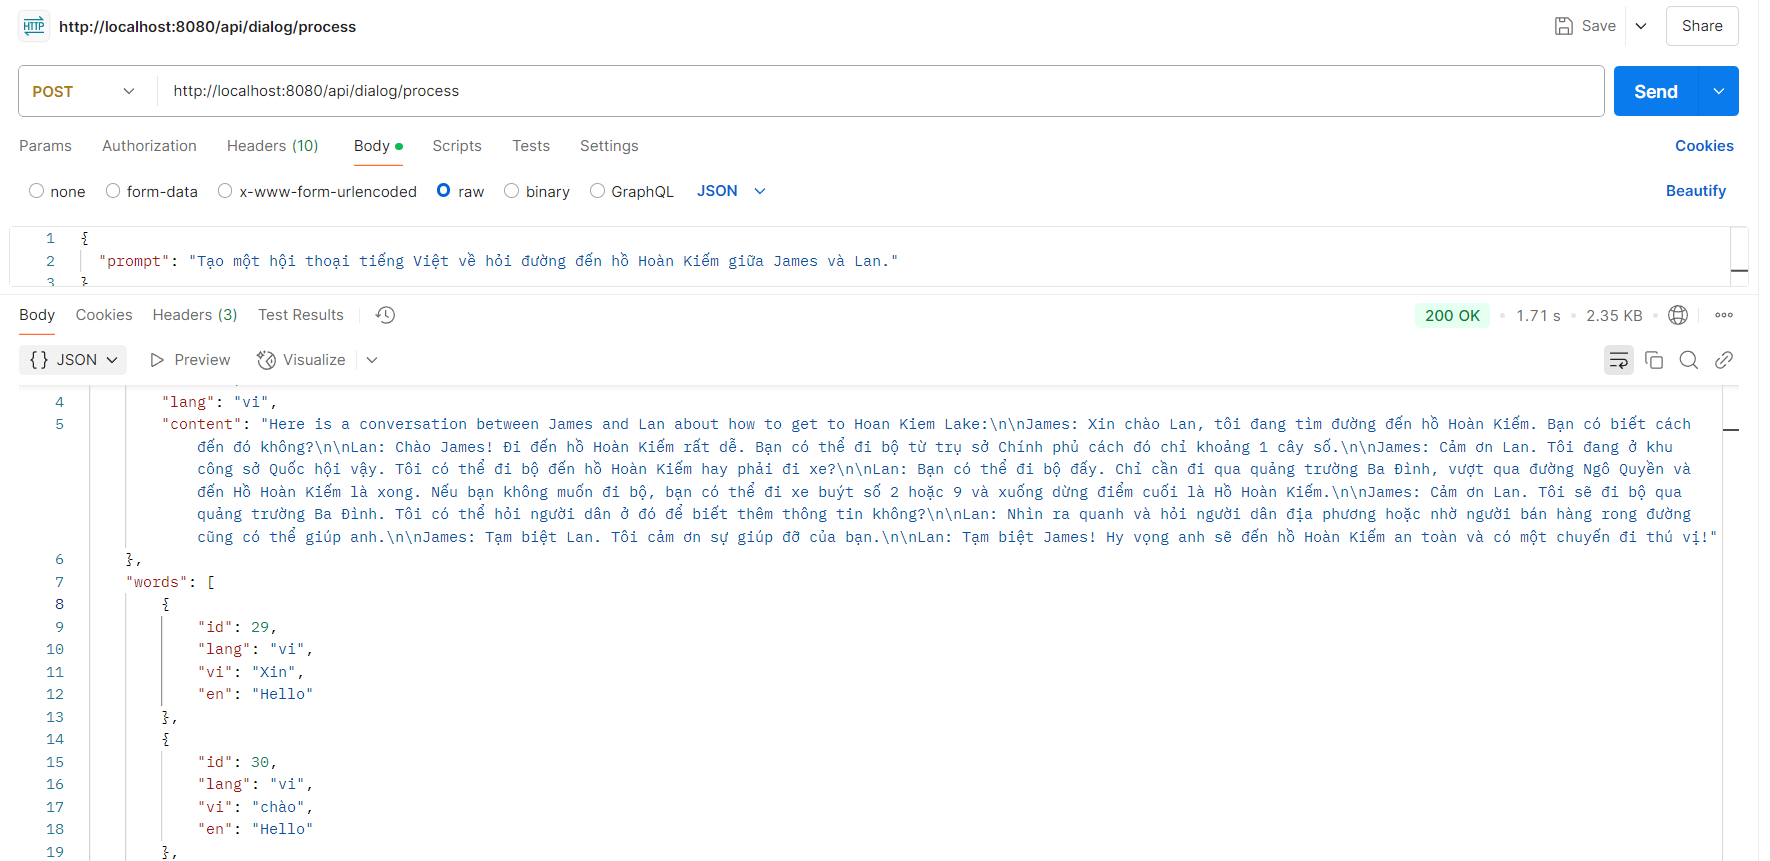 HTTP http://localhost:8080/api/dialog/process Save Share
POST http://localhost:8080/api/dialog/process Send
Params Authorization Headers (10) Body Scripts Tests Settings Cookies
none form-data x-www-form-urlencoded raw binary GraphQL JSON Beautify
1 {
2 "prompt": "Tạo một hội thoại tiếng Việt về hỏi đường đến hồ Hoàn Kiếm giữa James và Lan."
3 }
Body Cookies Headers (3) Test Results 200 OK 1.71 s 2.35 KB
{} JSON Preview Visualize
4 "lang": "vi",
5 "content": "Here is a conversation between James and Lan about how to get to Hoan Kiem Lake:\n\nJames: Xin chào Lan, tôi đang tìm đường đến hồ Hoàn Kiếm. Bạn có biết cách
đến đó không?\n\nLan: Chào James! Đi đến hồ Hoàn Kiếm rất dễ. Bạn có thể đi bộ từ trụ sở Chính phủ cách đó chỉ khoảng 1 cây số.\n\nJames: Cảm ơn Lan. Tôi đang ở khu
công sở Quốc hội vậy. Tôi có thể đi bộ đến hồ Hoàn Kiếm hay phải đi xe?\n\nLan: Bạn có thể đi bộ đấy. Chỉ cần đi qua quảng trường Ba Đình, vượt qua đường Ngô Quyền và
đến Hồ Hoàn Kiếm là xong. Nếu bạn không muốn đi bộ, bạn có thể đi xe buýt số 2 hoặc 9 và xuống dừng điểm cuối là Hồ Hoàn Kiếm.\n\nJames: Cảm ơn Lan. Tôi sẽ đi bộ qua
quảng trường Ba Đình. Tôi có thể hỏi người dân ở đó để biết thêm thông tin không?\n\nLan: Nhìn ra quanh và hỏi người dân địa phương hoặc nhờ người bán hàng rong đường
cũng có thể giúp anh.\n\nJames: Tạm biệt Lan. Tôi cảm ơn sự giúp đỡ của bạn.\n\nLan: Tạm biệt James! Hy vọng anh sẽ đến hồ Hoàn Kiếm an toàn và có một chuyến đi thú vị!"
6 },
7 "words": [
8 {
9 "id": 29,
10 "lang": "vi",
11 "vi": "Xin",
12 "en": "Hello"
13 },
14 {
15 "id": 30,
16 "lang": "vi",
17 "vi": "chào",
18 "en": "Hello"
19 },